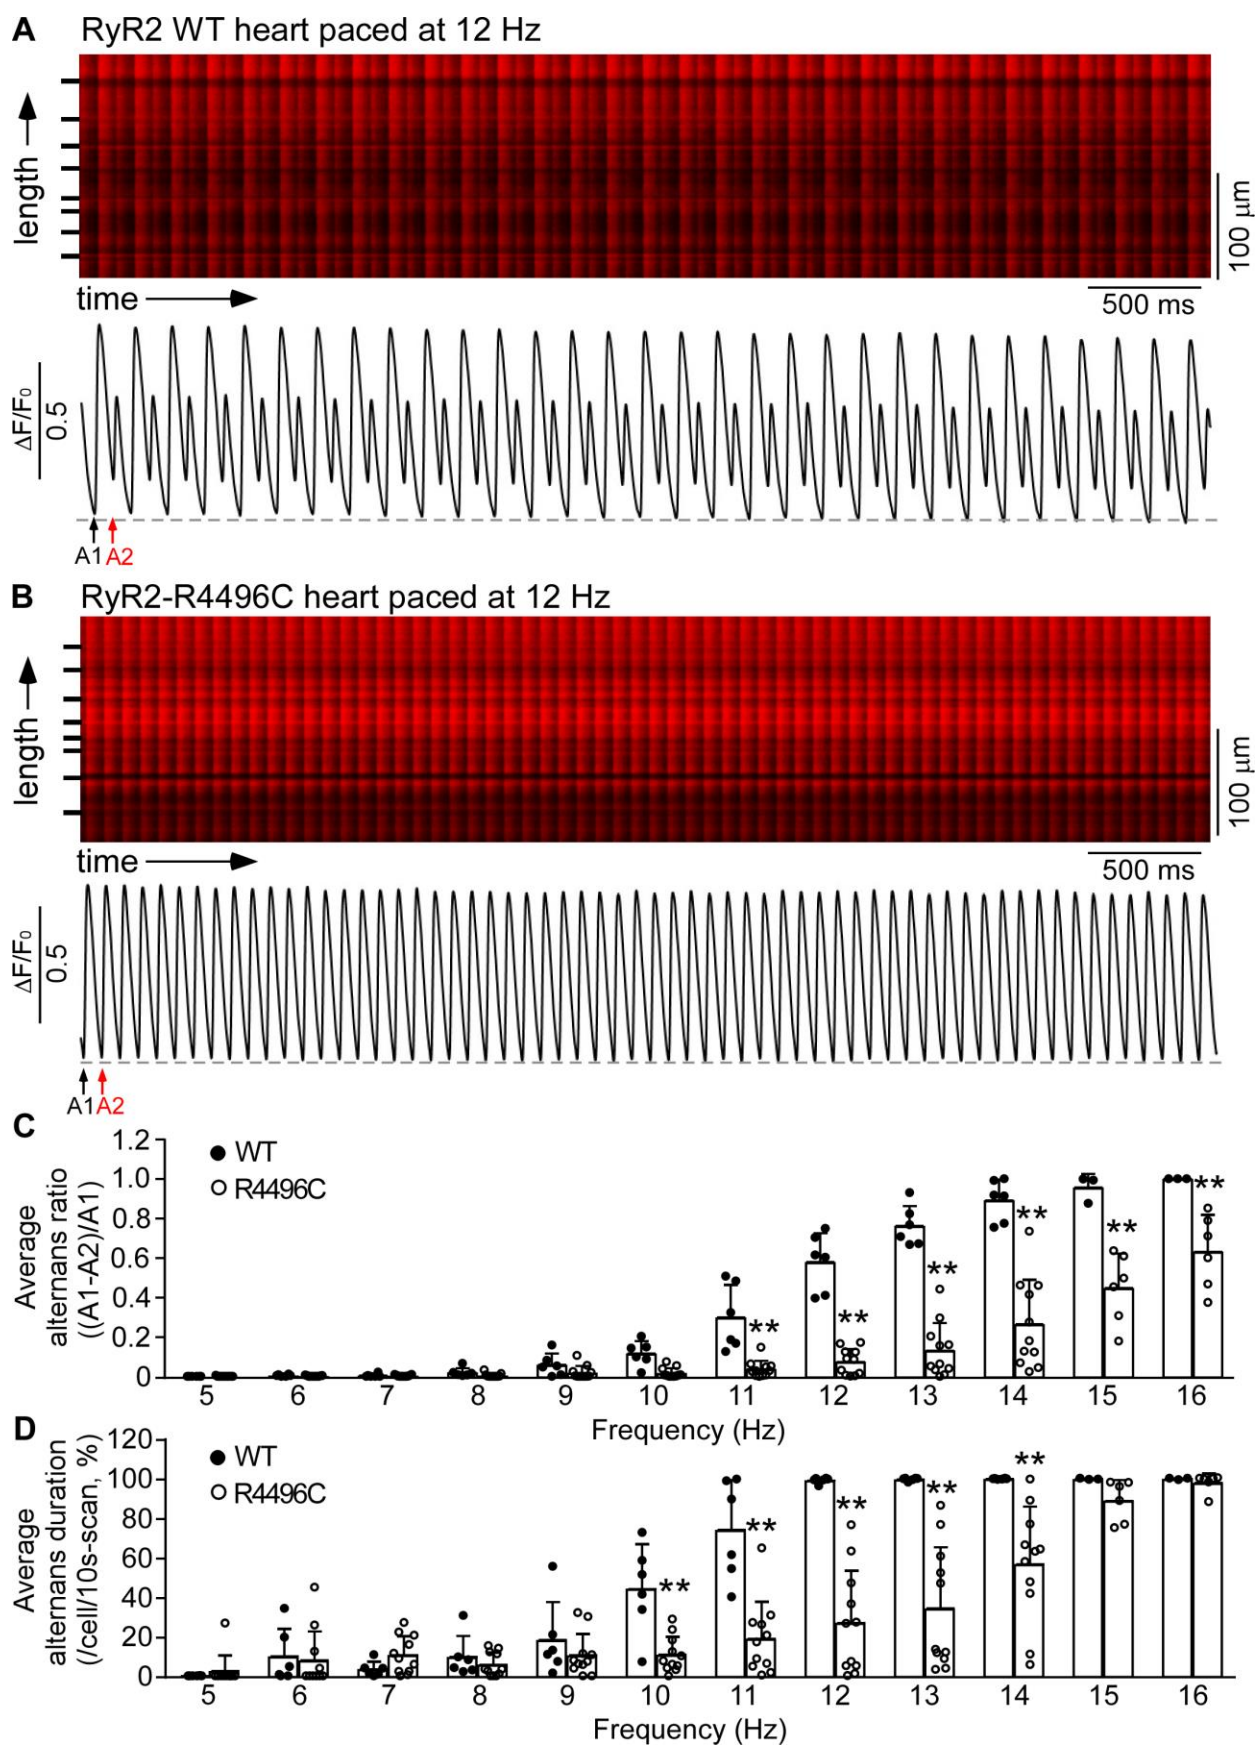 A RyR2 WT heart paced at 12 Hz
length
100 µm
time
500 ms
ΔF/F₀
0.5
A1 A2
B RyR2-R4496C heart paced at 12 Hz
length
100 µm
time
500 ms
ΔF/F₀
0.5
A1 A2
C
Average
alternans ratio
((A1-A2)/A1)
1.2
1.0
0.8
0.6
0.4
0.2
0
WT
R4496C
**
**
**
**
**
**
5 6 7 8 9 10 11 12 13 14 15 16
Frequency (Hz)
D
Average
alternans duration
(/cell/10s-scan, %)
120
100
80
60
40
20
0
WT
R4496C
**
**
**
**
**
5 6 7 8 9 10 11 12 13 14 15 16
Frequency (Hz)